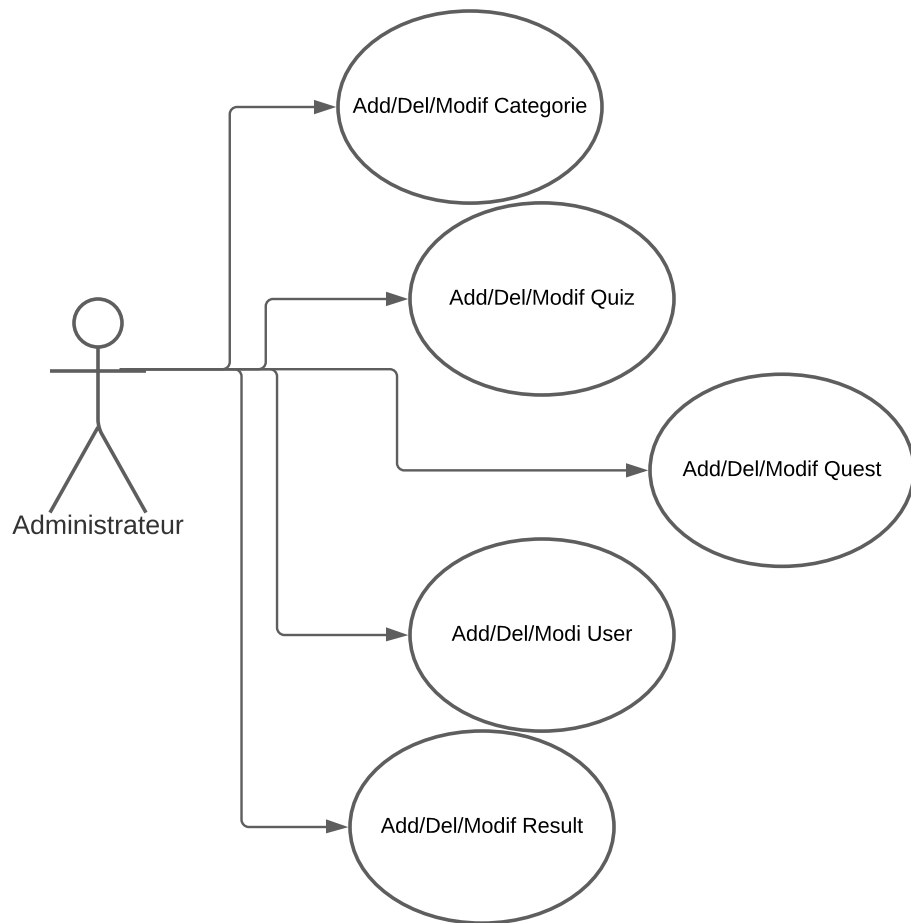 Add/Del/Modif Categorie
Add/Del/Modif Quiz
Add/Del/Modif Quest
Administrateur
Add/Del/Modi User
Add/Del/Modif Result